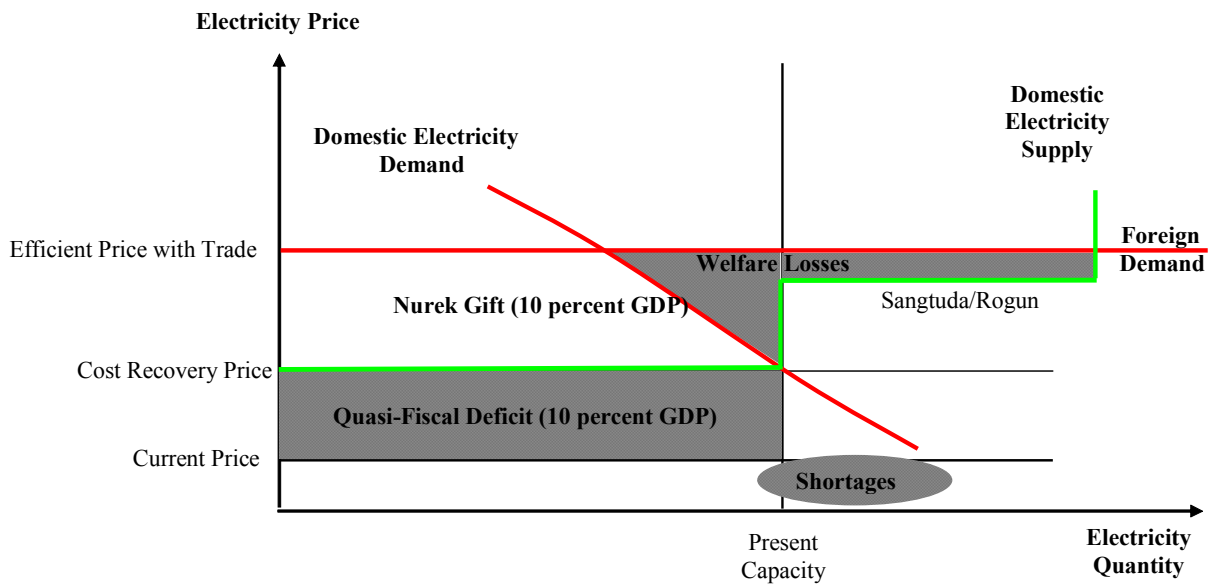 Electricity Price
Domestic
Electricity
Supply
Domestic Electricity
Demand
Efficient Price with Trade
Foreign
Demand
Welfare Losses
Nurek Gift (10 percent GDP)
Sangtuda/Rogun
Cost Recovery Price
Quasi-Fiscal Deficit (10 percent GDP)
Current Price
Shortages
Present
Capacity
Electricity
Quantity